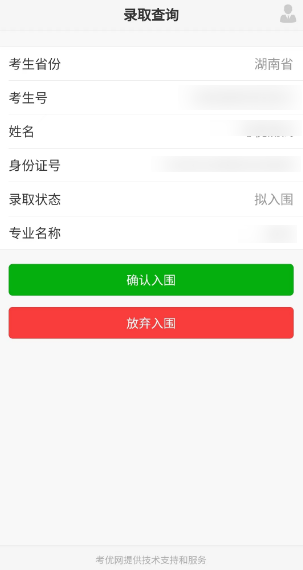 录取查询
考生省份 湖南省
考生号
姓名
身份证号
录取状态 拟入围
专业名称
确认入围
放弃入围
考优网提供技术支持和服务